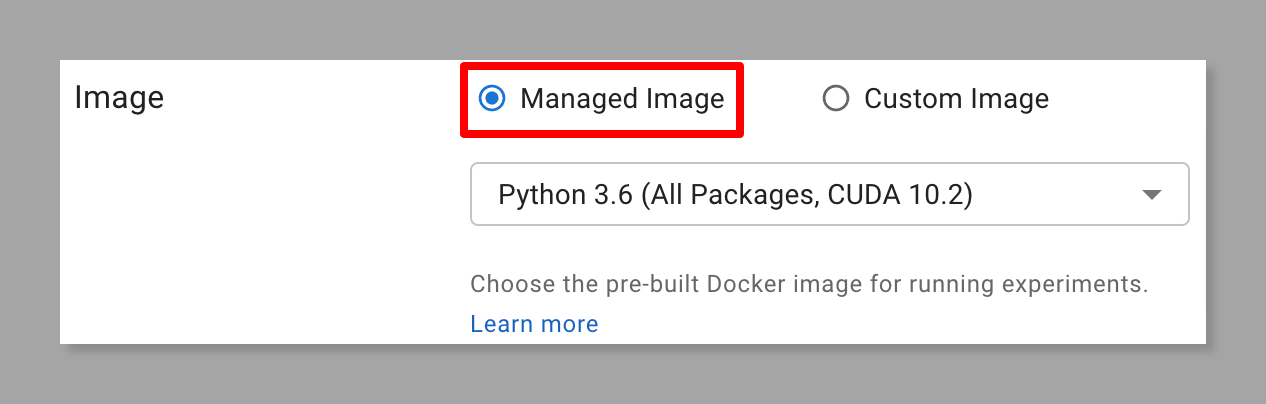 Image
Managed Image
Custom Image
Python 3.6 (All Packages, CUDA 10.2)
Choose the pre-built Docker image for running experiments.
Learn more